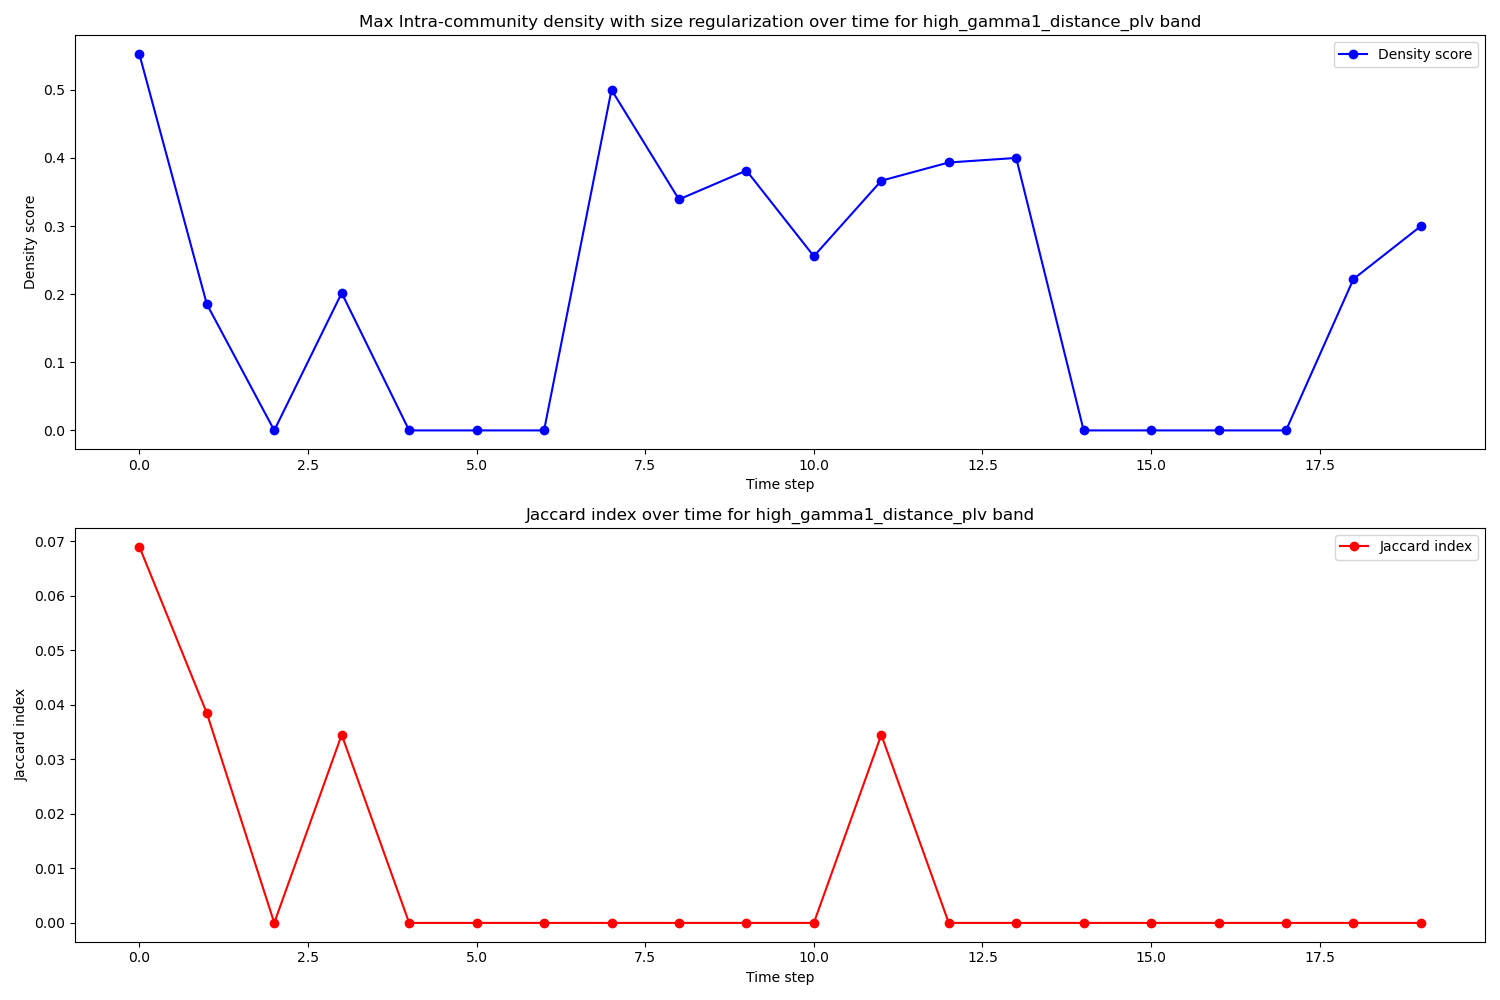 Max Intra-community density with size regularization over time for high_gamma1_distance_plv band
Density score
0.5
0.4
0.3
0.2
0.1
0.0
Density score
0.0 2.5 5.0 7.5 10.0 12.5 15.0 17.5
Time step
Jaccard index over time for high_gamma1_distance_plv band
Jaccard index
0.07
0.06
0.05
0.04
0.03
0.02
0.01
0.00
Jaccard index
0.0 2.5 5.0 7.5 10.0 12.5 15.0 17.5
Time step